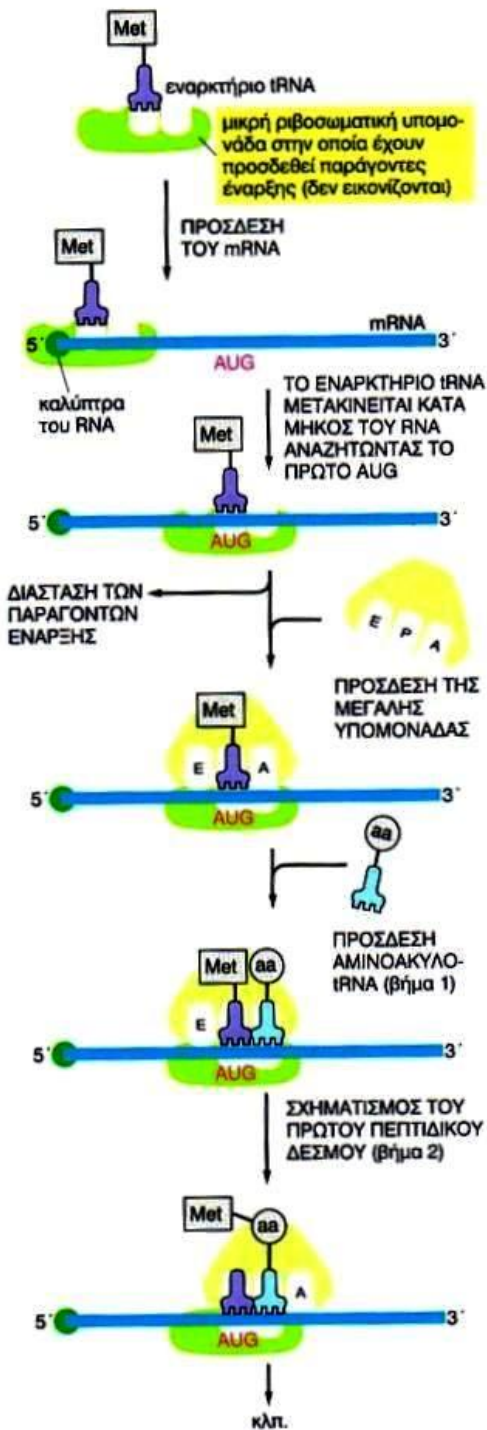 Met
εναρκτήριο tRNA
μικρή ριβοσωματική υπομο-
νάδα στην οποία έχουν
προσδεθεί παράγοντες
έναρξης (δεν εικονίζονται)
ΠΡΟΣΔΕΣΗ
ΤΟΥ mRNA
Met
mRNA
5΄ 3΄
AUG
καλύπτρα
του RNA
ΤΟ ΕΝΑΡΚΤΗΡΙΟ tRNA
ΜΕΤΑΚΙΝΕΙΤΑΙ ΚΑΤΑ
ΜΗΚΟΣ ΤΟΥ RNA
ΑΝΑΖΗΤΩΝΤΑΣ ΤΟ
ΠΡΩΤΟ AUG
Met
5΄ 3΄
AUG
ΔΙΑΣΤΑΣΗ ΤΩΝ
ΠΑΡΑΓΟΝΤΩΝ
ΕΝΑΡΞΗΣ
E P A
ΠΡΟΣΔΕΣΗ ΤΗΣ
ΜΕΓΑΛΗΣ
ΥΠΟΜΟΝΑΔΑΣ
Met
E A
5΄ 3΄
AUG
aa
ΠΡΟΣΔΕΣΗ
ΑΜΙΝΟΑΚΥΛΟ-
tRNA (βήμα 1)
Met aa
E
5΄ 3΄
AUG
ΣΧΗΜΑΤΙΣΜΟΣ ΤΟΥ
ΠΡΩΤΟΥ ΠΕΠΤΙΔΙΚΟΥ
ΔΕΣΜΟΥ (βήμα 2)
Met aa
A
5΄ 3΄
AUG
κλπ.